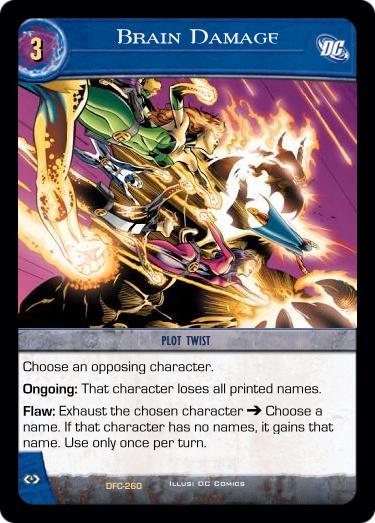 3
BRAIN DAMAGE
DC
PLOT TWIST
Choose an opposing character.
Ongoing: That character loses all printed names.
Flaw: Exhaust the chosen character ➔ Choose a
name. If that character has no names, it gains that
name. Use only once per turn.
DFC-260
ILLUS: DC COMICS